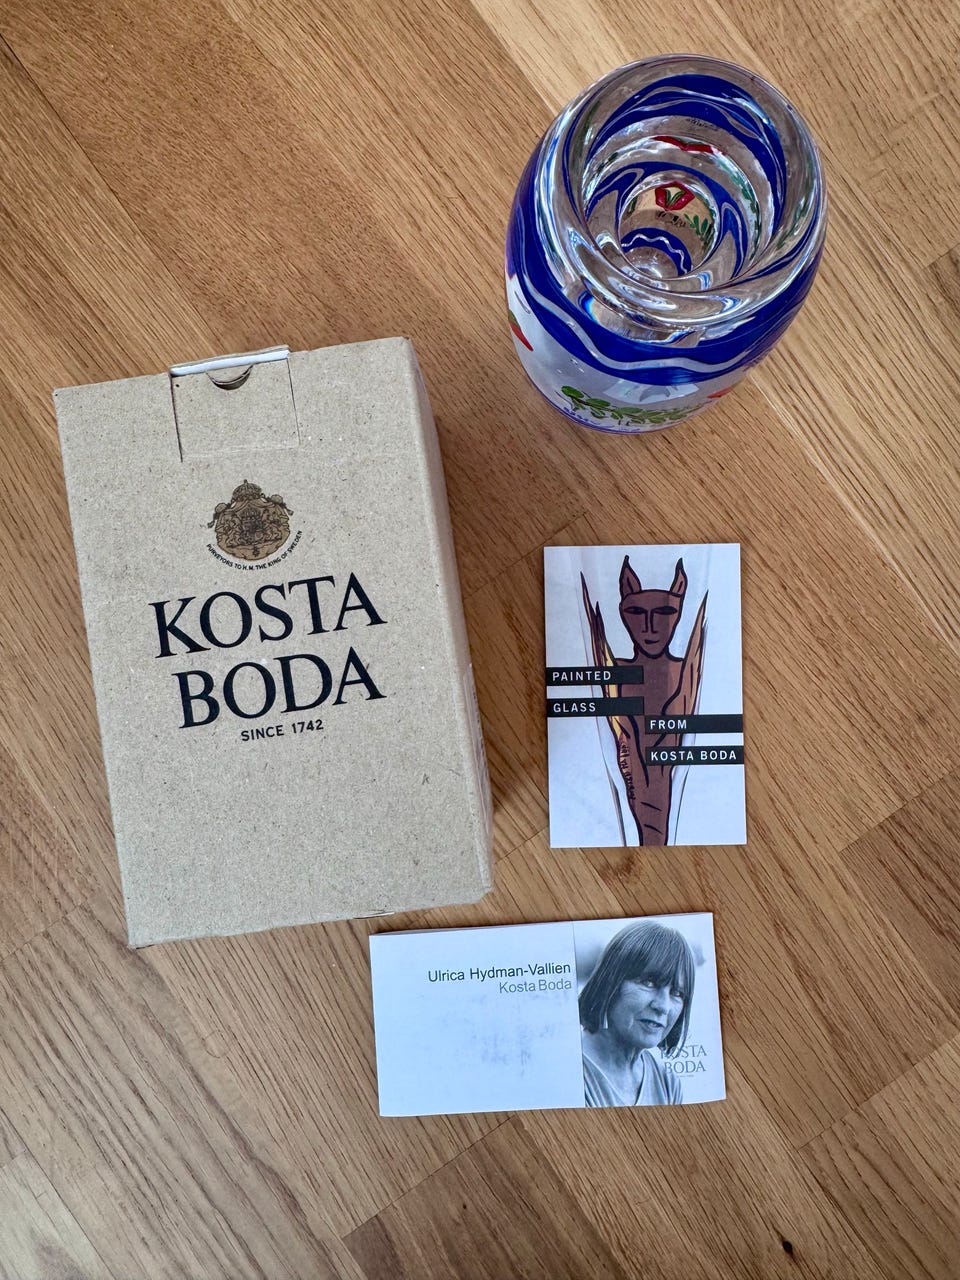 PURVEYORS TO H.M. THE KING OF SWEDEN
KOSTA
BODA
SINCE 1742
PAINTED
GLASS
FROM
KOSTA BODA
Ulrica Hydman-Vallien
Kosta Boda
KOSTA
BODA